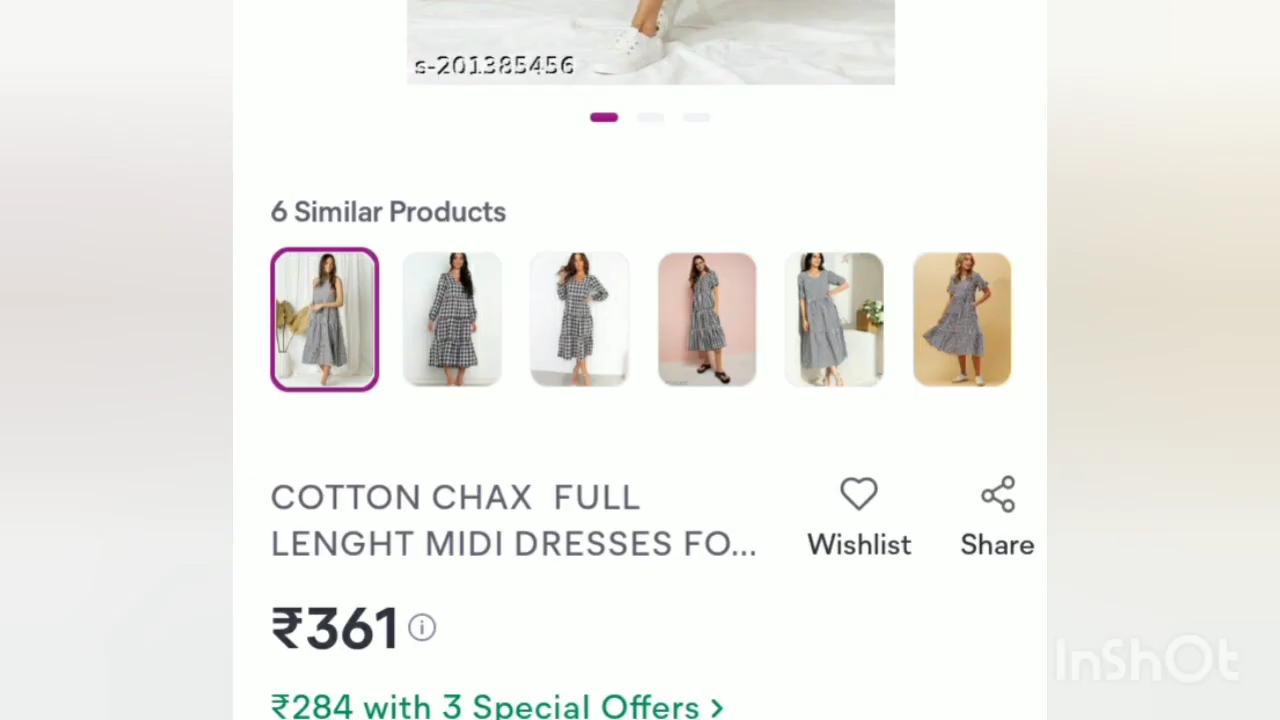 s-201385456
6 Similar Products
COTTON CHAX FULL
LENGHT MIDI DRESSES FO...
Wishlist
Share
₹361
₹284 with 3 Special Offers >
InShOt